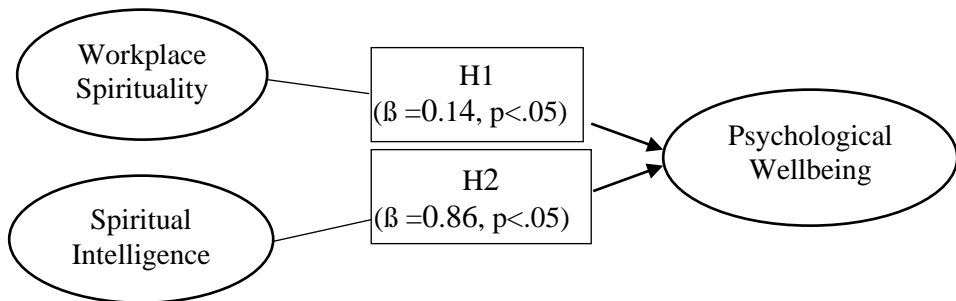 Workplace
Spirituality
H1
(ß =0.14, p<.05)
Psychological
Wellbeing
H2
(ß =0.86, p<.05)
Spiritual
Intelligence